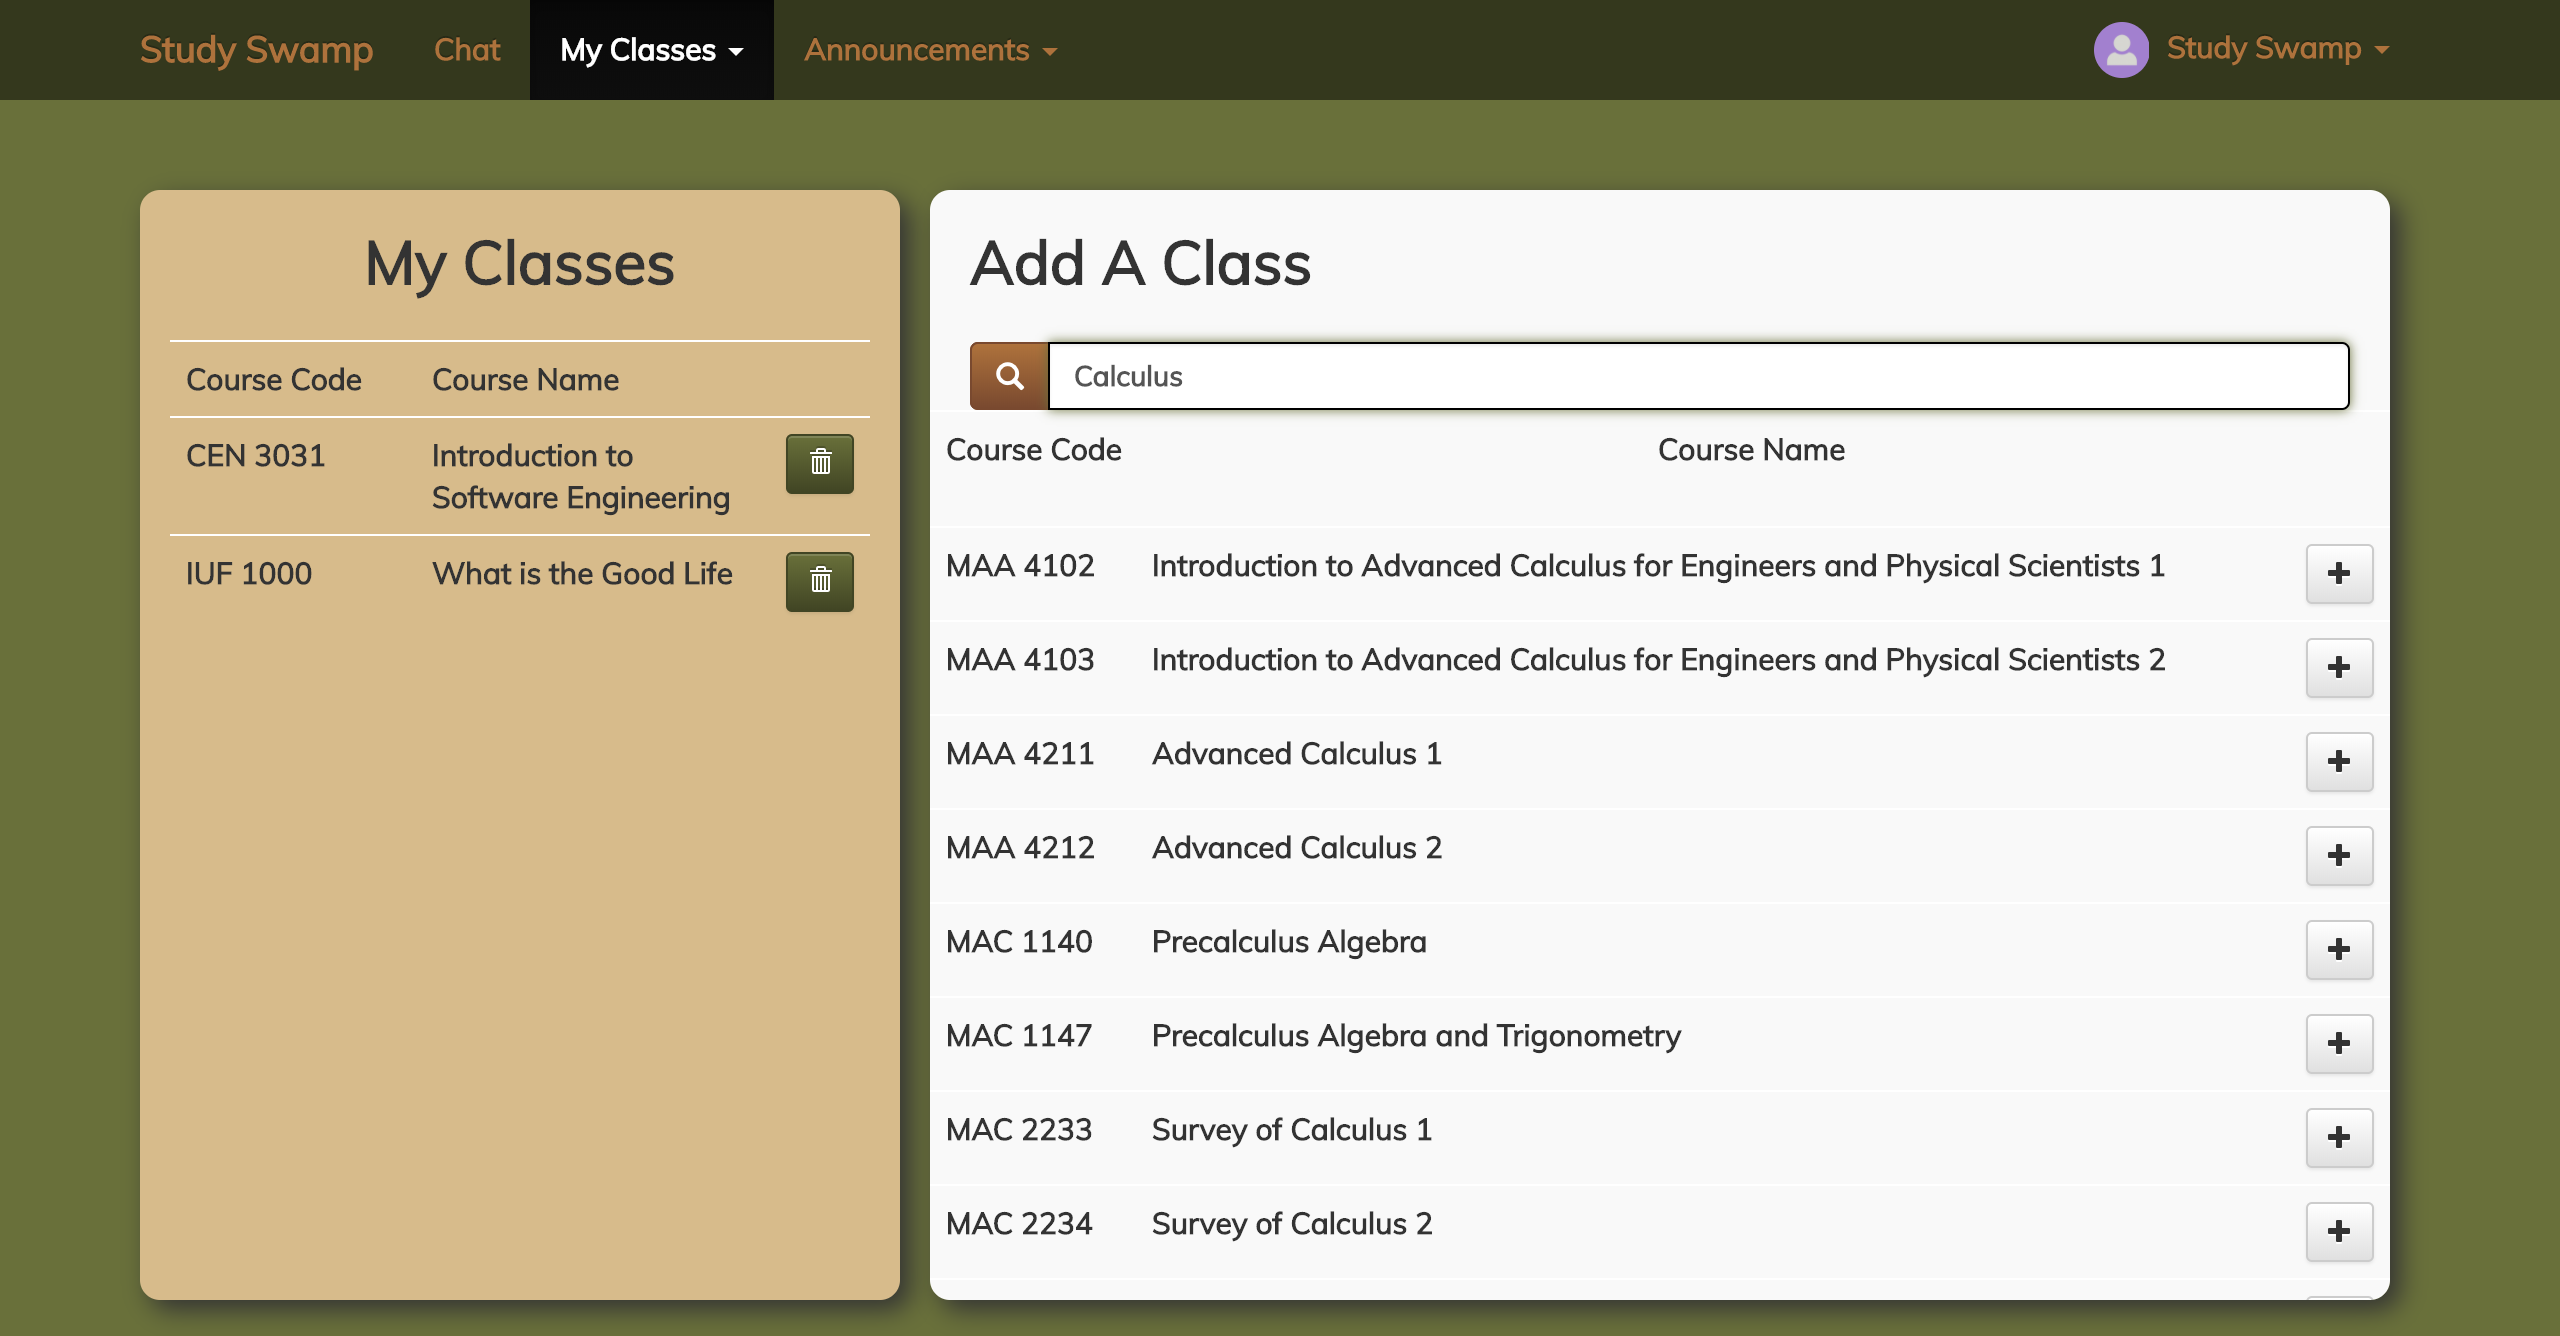 Study Swamp Chat My Classes Announcements Study Swamp
My Classes
Course Code Course Name
CEN 3031 Introduction to
Software Engineering
IUF 1000 What is the Good Life
Add A Class
Calculus
Course Code Course Name
MAA 4102 Introduction to Advanced Calculus for Engineers and Physical Scientists 1
MAA 4103 Introduction to Advanced Calculus for Engineers and Physical Scientists 2
MAA 4211 Advanced Calculus 1
MAA 4212 Advanced Calculus 2
MAC 1140 Precalculus Algebra
MAC 1147 Precalculus Algebra and Trigonometry
MAC 2233 Survey of Calculus 1
MAC 2234 Survey of Calculus 2